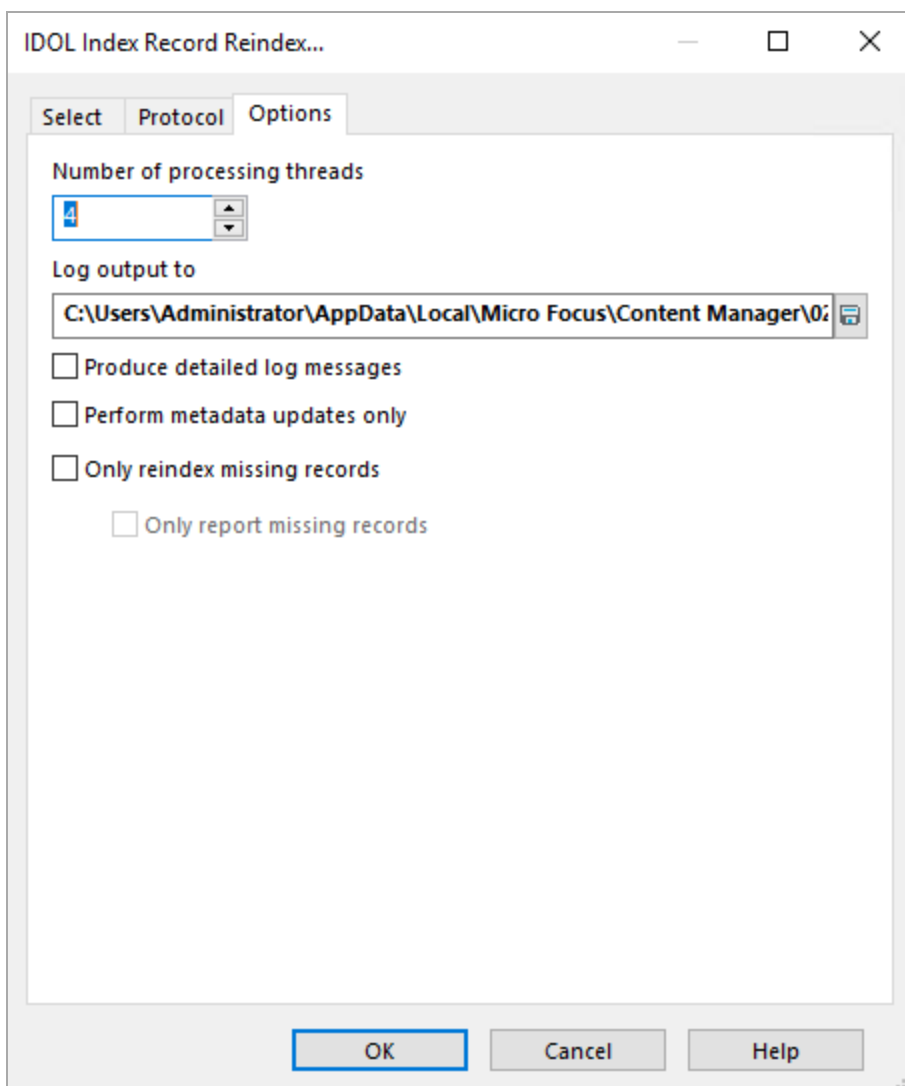 IDOL Index Record Reindex...
Select Protocol Options
Number of processing threads
4
Log output to
C:\Users\Administrator\AppData\Local\Micro Focus\Content Manager\02
Produce detailed log messages
Perform metadata updates only
Only reindex missing records
Only report missing records
OK Cancel Help